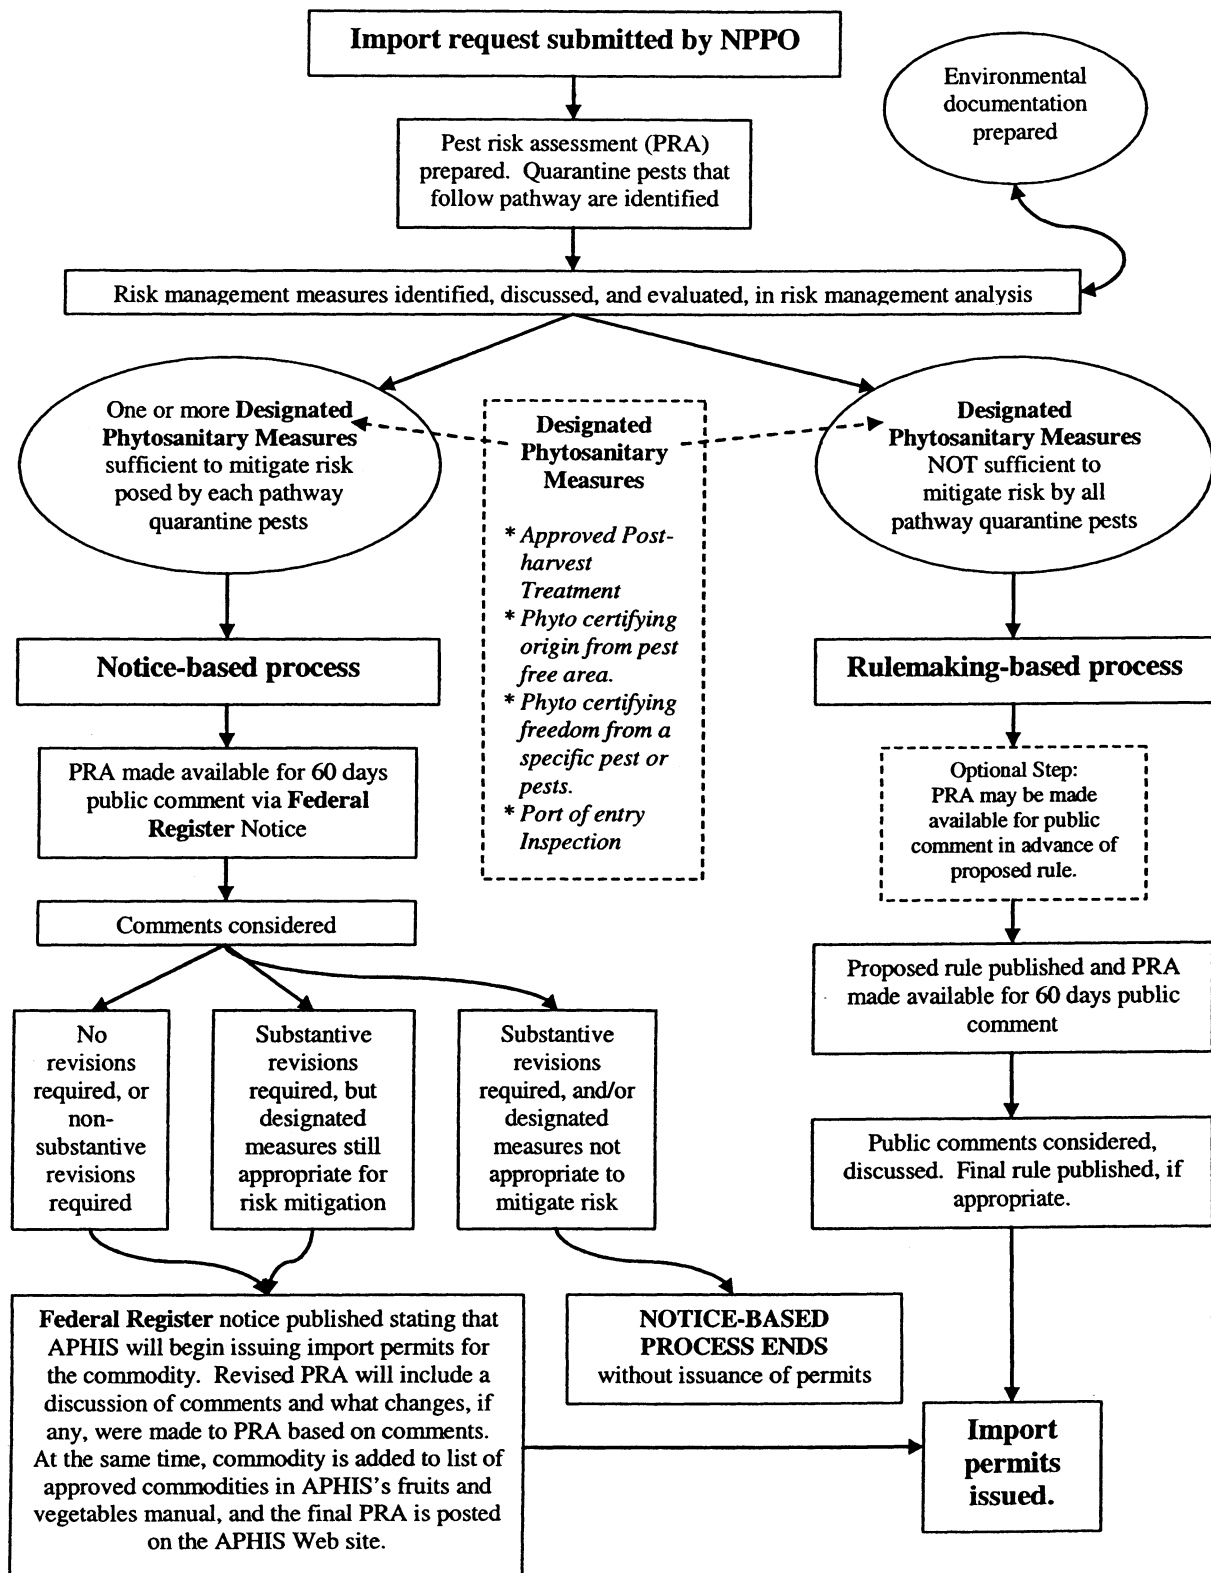 Import request submitted by NPPO
Environmental
documentation
prepared
Pest risk assessment (PRA)
prepared. Quarantine pests that
follow pathway are identified
Risk management measures identified, discussed, and evaluated, in risk management analysis
One or more Designated
Phytosanitary Measures
sufficient to mitigate risk
posed by each pathway
quarantine pests
Designated
Phytosanitary
Measures
* Approved Post-
harvest
Treatment
* Phyto certifying
origin from pest
free area.
* Phyto certifying
freedom from a
specific pest or
pests.
* Port of entry
Inspection
Designated
Phytosanitary Measures
NOT sufficient to
mitigate risk by all
pathway quarantine pests
Notice-based process
Rulemaking-based process
PRA made available for 60 days
public comment via Federal
Register Notice
Optional Step:
PRA may be made
available for public
comment in advance of
proposed rule.
Comments considered
Proposed rule published and PRA
made available for 60 days public
comment
No
revisions
required, or
non-
substantive
revisions
required
Substantive
revisions
required, but
designated
measures still
appropriate for
risk mitigation
Substantive
revisions
required, and/or
designated
measures not
appropriate to
mitigate risk
Public comments considered,
discussed. Final rule published, if
appropriate.
Federal Register notice published stating that
APHIS will begin issuing import permits for
the commodity. Revised PRA will include a
discussion of comments and what changes, if
any, were made to PRA based on comments.
At the same time, commodity is added to list of
approved commodities in APHIS's fruits and
vegetables manual, and the final PRA is posted
on the APHIS Web site.
NOTICE-BASED
PROCESS ENDS
without issuance of permits
Import
permits
issued.